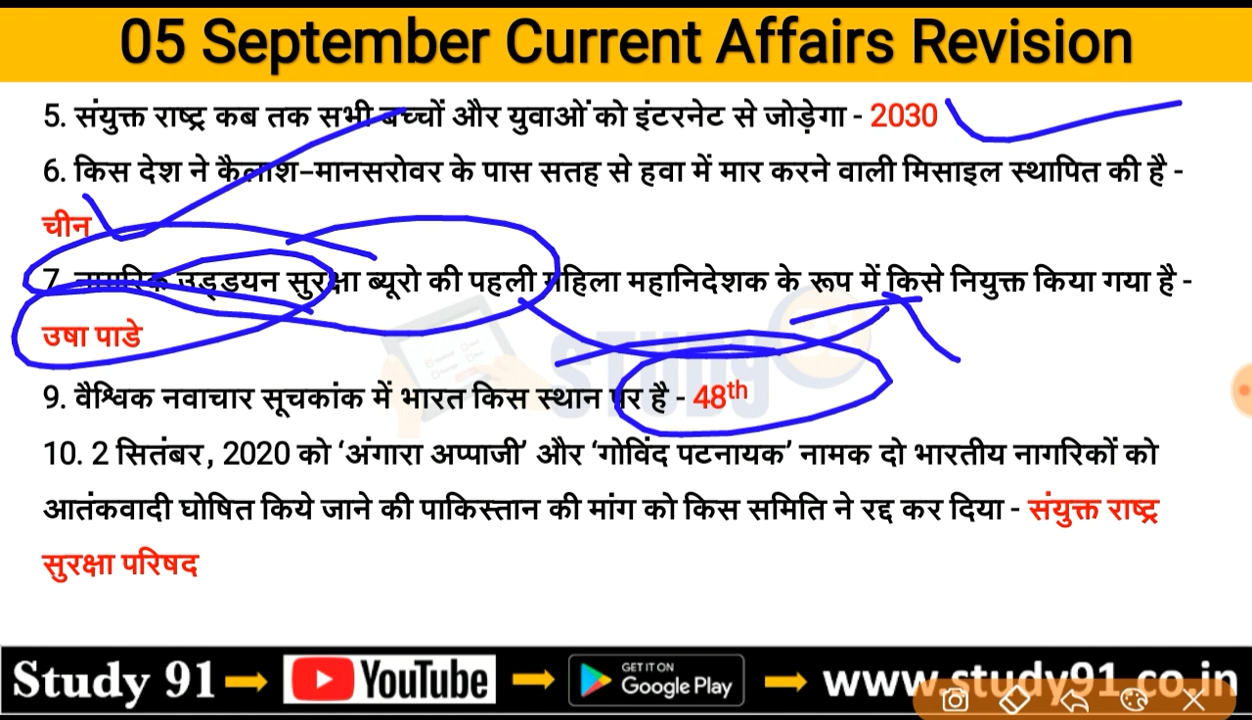 05 September Current Affairs Revision
5. संयुक्त राष्ट्र कब तक सभी बच्चों और युवाओं को इंटरनेट से जोड़ेगा - 2030
6. किस देश ने कैलाश-मानसरोवर के पास सतह से हवा में मार करने वाली मिसाइल स्थापित की है -
चीन
7. नागरिक उड्डयन सुरक्षा ब्यूरो की पहली महिला महानिदेशक के रूप में किसे नियुक्त किया गया है -
उषा पाडे
9. वैश्विक नवाचार सूचकांक में भारत किस स्थान पर है - 48th
10. 2 सितंबर, 2020 को ‘अंगारा अप्पाजी’ और ‘गोविंद पटनायक’ नामक दो भारतीय नागरिकों को
आतंकवादी घोषित किये जाने की पाकिस्तान की मांग को किस समिति ने रद्द कर दिया - संयुक्त राष्ट्र
सुरक्षा परिषद
STUDY
Study 91 YouTube GET IT ON Google Play www.study91.co.in